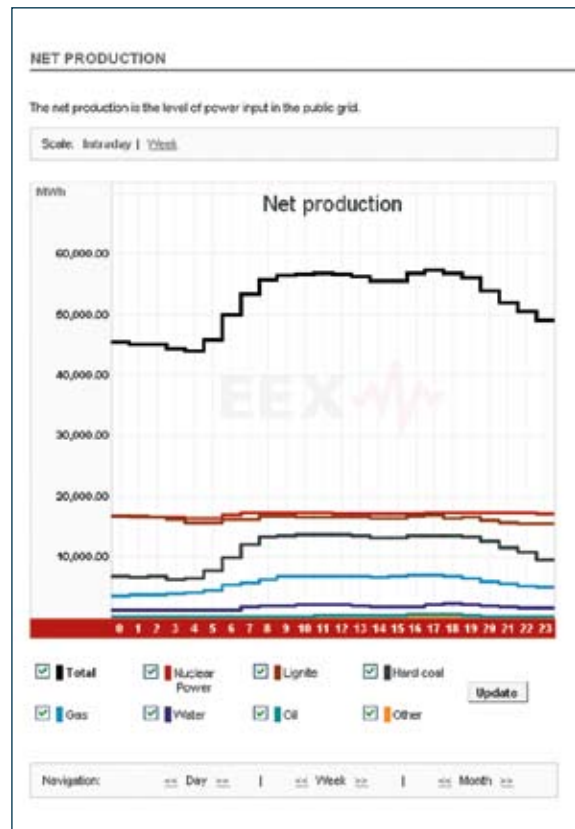 NET PRODUCTION
The net production is the level of power input in the public grid.
Scale: Intraday | Week
MWh
Net production
60,000.00
50,000.00
40,000.00
30,000.00
20,000.00
10,000.00
EEX
0 1 2 3 4 5 6 7 8 9 10 11 12 13 14 15 16 17 18 19 20 21 22 23
Total Nuclear Power Lignite Hard coal
Update
Gas Water Oil Other
Navigation: << Day >> | << Week >> | << Month >>